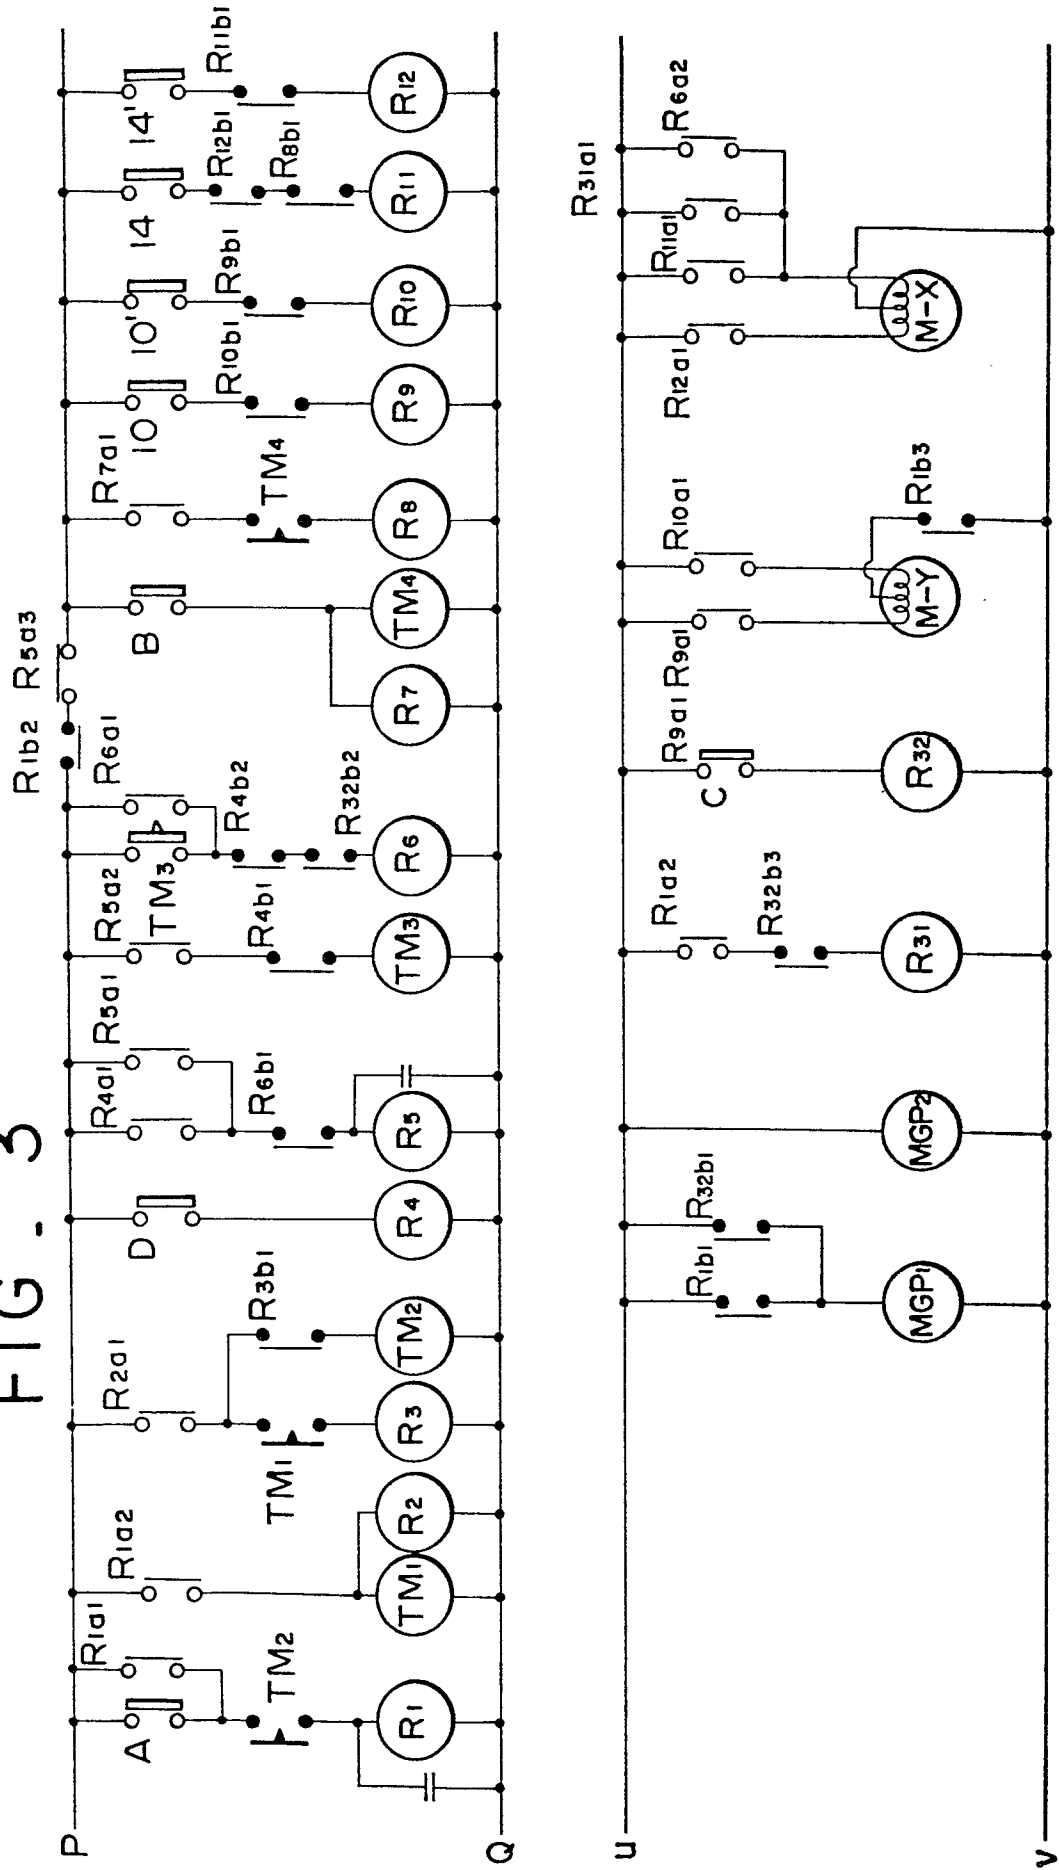 FIG. 3
P
A
R1a1
TM2
R1
R1a2
TM1
R2
R2a1
TM1
R3
R3b1
TM2
D
R4
R4a1
R5a1
R6b1
R5
R5a2
R4b1
TM3
TM3
R6a1
R4b2
R32b2
R6
R1b2
R5a3
B
R7
TM4
R7a1
TM4
R8
10
R10b1
R9
10'
R9b1
R10
14
R12b1
R8b1
R11
14'
R11b1
R12
Q
U
R1b1
R32b1
MGP1
MGP2
R1a2
R32b3
R31
R9a1
C
R32
R9a1
R10a1
M-Y
R1b3
R12a1
R11a1
R31a1
R6a2
M-X
V